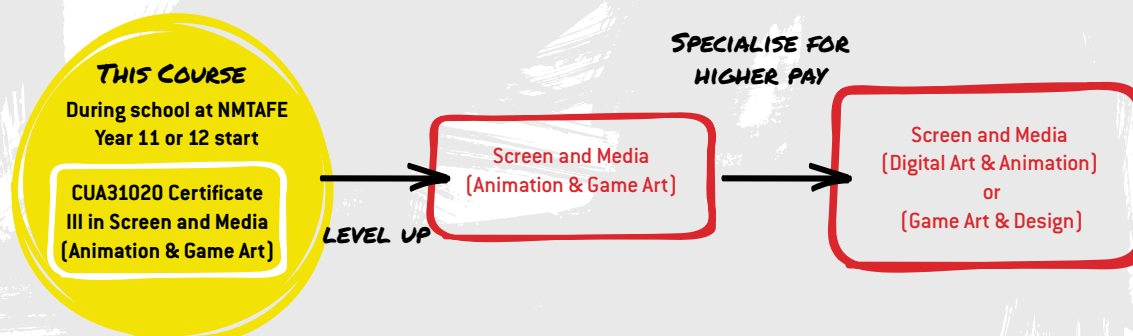 THIS COURSE
During school at NMTAFE
Year 11 or 12 start
CUA31020 Certificate
III in Screen and Media
(Animation & Game Art)
LEVEL UP
Screen and Media
(Animation & Game Art)
SPECIALISE FOR
HIGHER PAY
Screen and Media
(Digital Art & Animation)
or
(Game Art & Design)